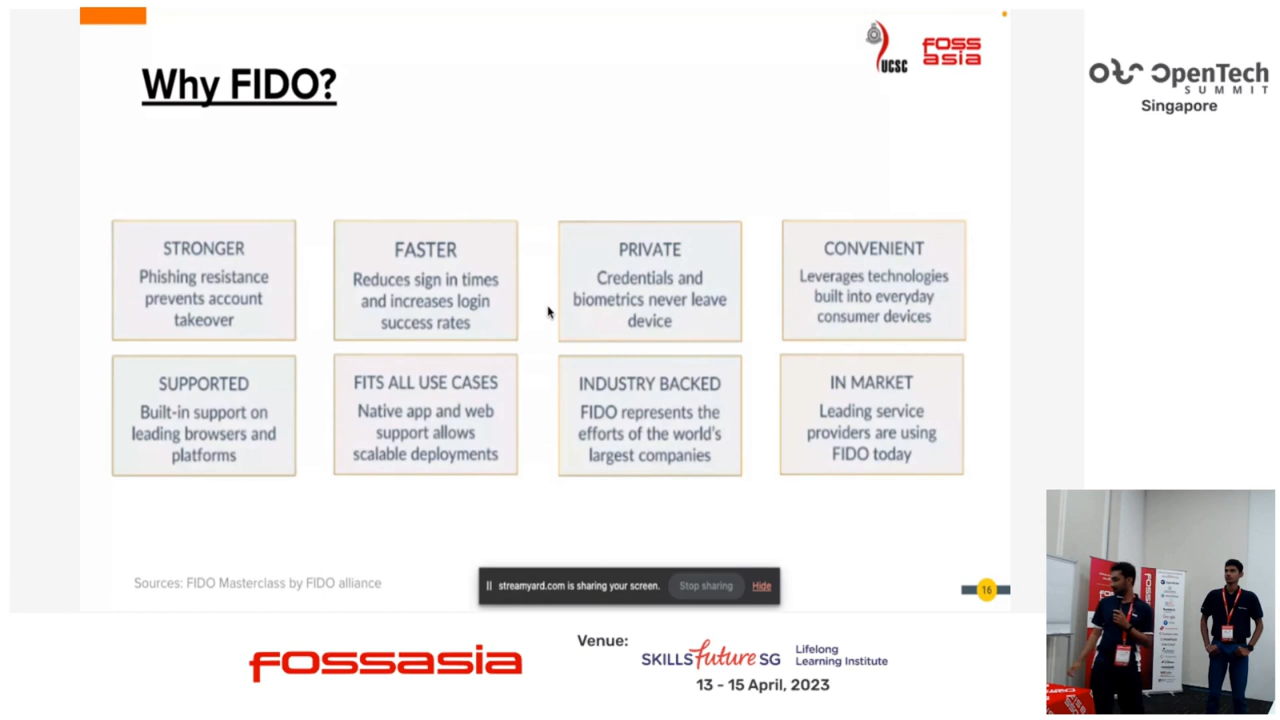 Why FIDO?
UCSC
FOSS
asia
OpenTech
SUMMIT
Singapore
STRONGER
Phishing resistance
prevents account
takeover
FASTER
Reduces sign in times
and increases login
success rates
PRIVATE
Credentials and
biometrics never leave
device
CONVENIENT
Leverages technologies
built into everyday
consumer devices
SUPPORTED
Built-in support on
leading browsers and
platforms
FITS ALL USE CASES
Native app and web
support allows
scalable deployments
INDUSTRY BACKED
FIDO represents the
efforts of the world's
largest companies
IN MARKET
Leading service
providers are using
FIDO today
Sources: FIDO Masterclass by FIDO alliance
streamyard.com is sharing your screen.
Stop sharing
Hide
16
fossasia
Venue:
SKILLS future SG
Lifelong
Learning Institute
13 - 15 April, 2023